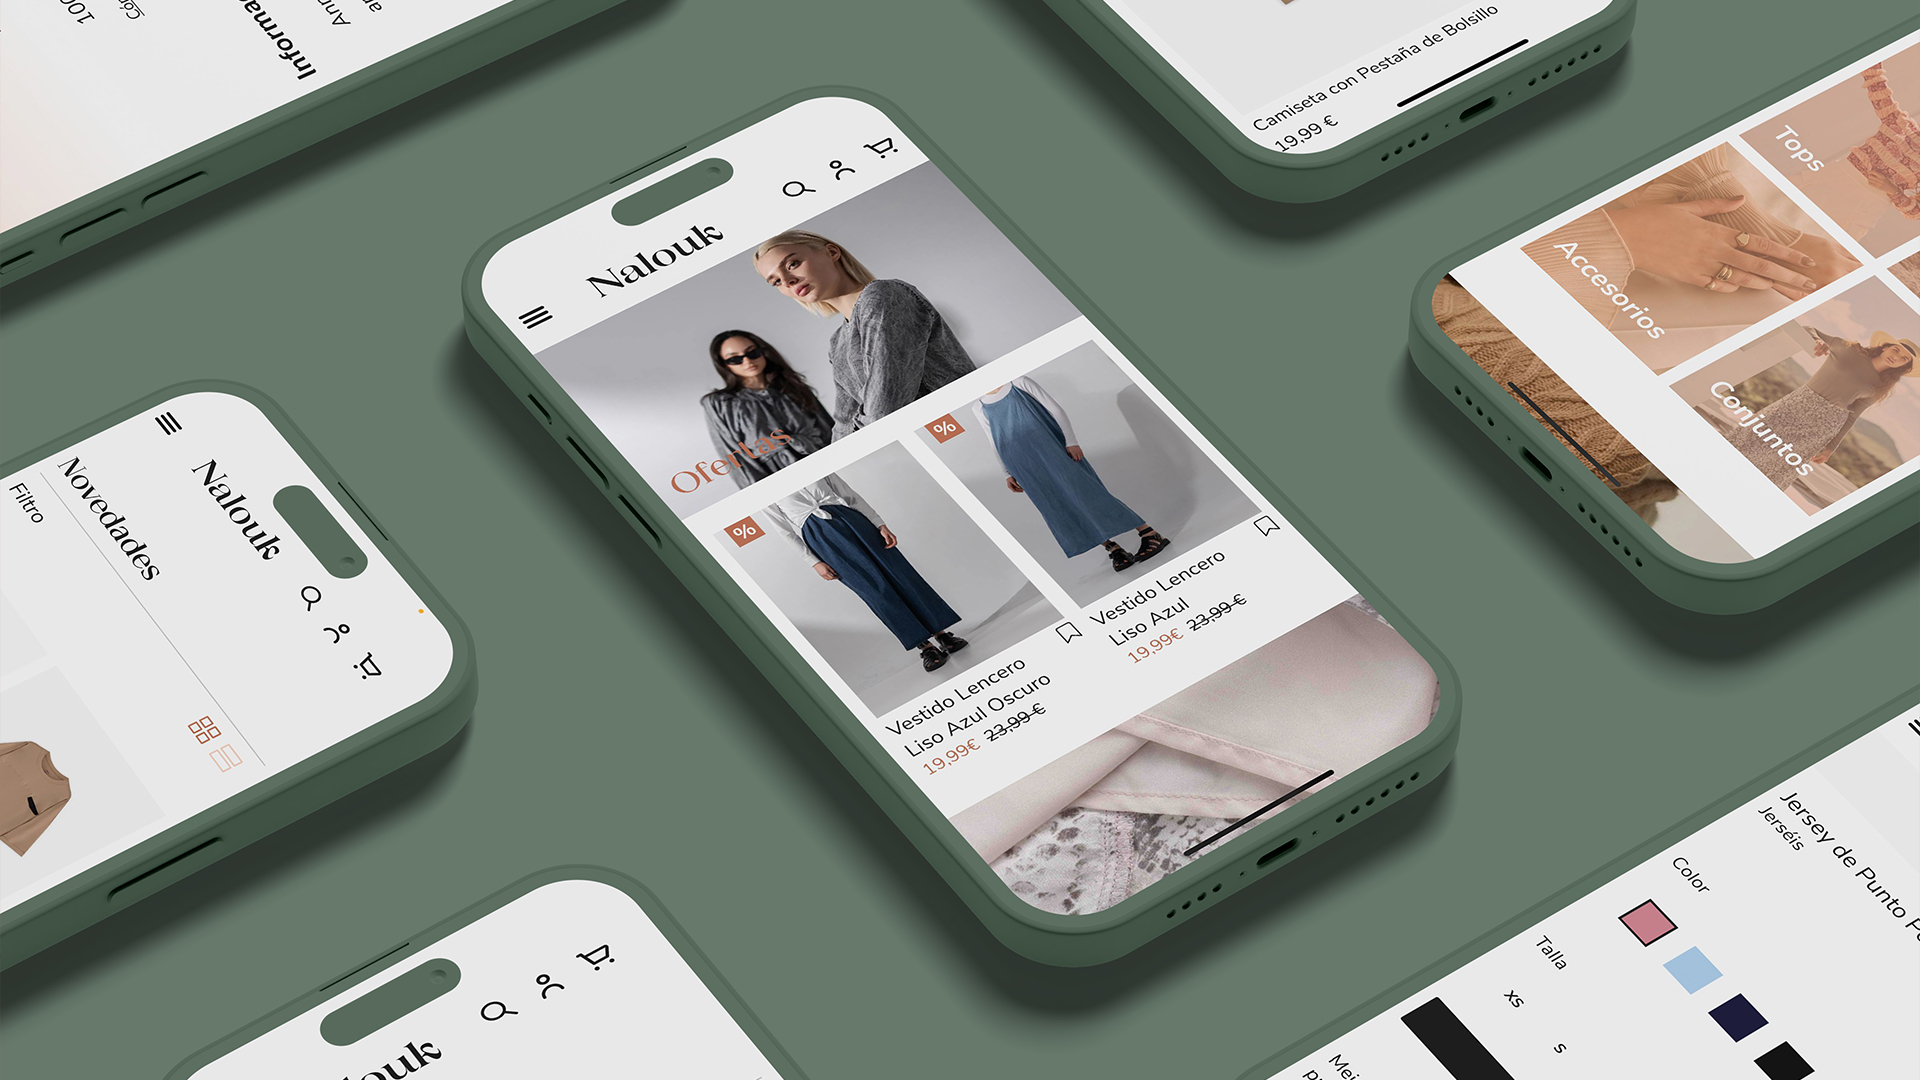 100
Nalouk
Ofertas
%
%
Vestido Lencero
Liso Azul Oscuro
19,99€ 23,99 €
Vestido Lencero
Liso Azul
19,99€ 23,99 €
Camiseta con Pestaña de Bolsillo
19,99 €
Tops
Accesorios
Conjuntos
Nalouk
Novedades
Filtro
Jersey de Punto
Jerséis
Color
Talla
XS
S